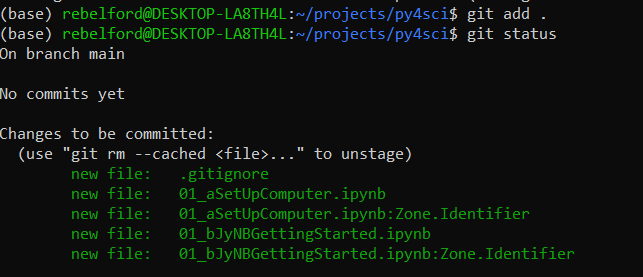 (base) rebelford@DESKTOP-LA8TH4L:~/projects/py4sci$ git add .
(base) rebelford@DESKTOP-LA8TH4L:~/projects/py4sci$ git status
On branch main
No commits yet
Changes to be committed:
(use "git rm --cached <file>..." to unstage)
new file: .gitignore
new file: 01_aSetUpComputer.ipynb
new file: 01_aSetUpComputer.ipynb:Zone.Identifier
new file: 01_bJyNBGettingStarted.ipynb
new file: 01_bJyNBGettingStarted.ipynb:Zone.Identifier